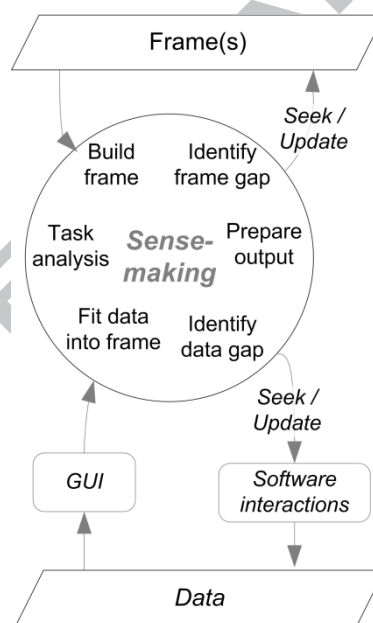 Frame(s)
Seek /
Update
Build
frame
Identify
frame gap
Task
analysis
Sense-
making
Prepare
output
Fit data
into frame
Identify
data gap
Seek /
Update
GUI
Software
interactions
Data